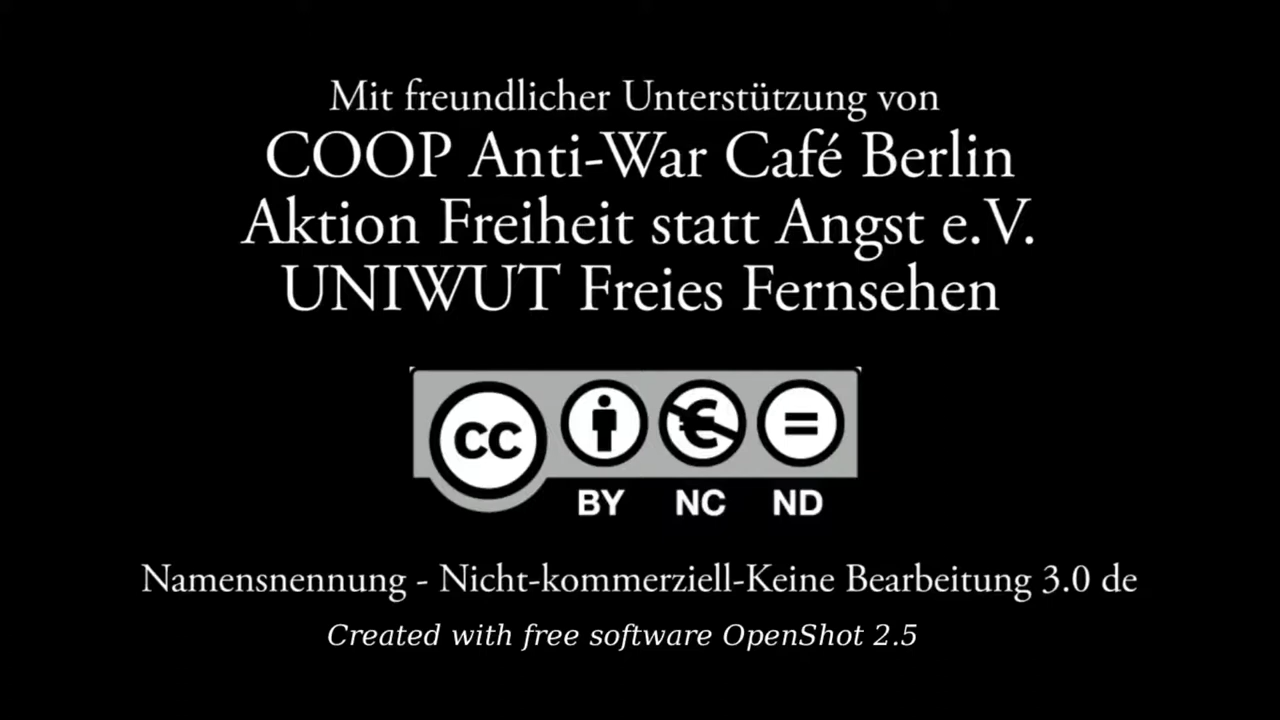 Mit freundlicher Unterstützung von
COOP Anti-War Café Berlin
Aktion Freiheit statt Angst e.V.
UNIWUT Freies Fernsehen
cc
BY NC ND
Namensnennung - Nicht-kommerziell-Keine Bearbeitung 3.0 de
Created with free software OpenShot 2.5